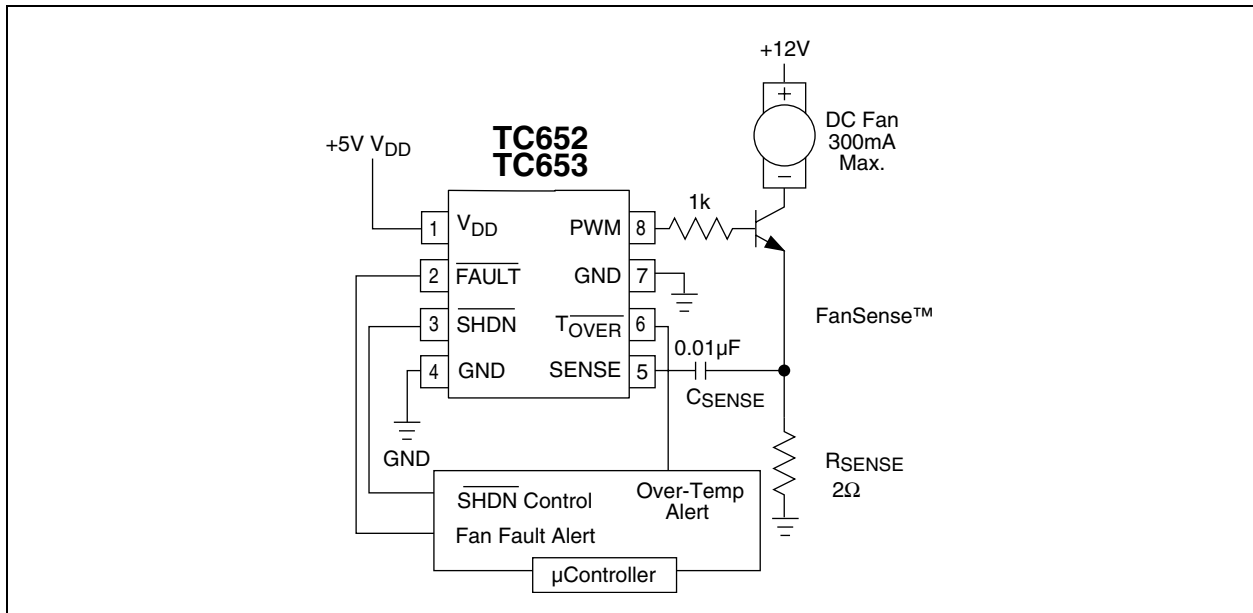 +12V
+
DC Fan
300mA
Max.
–
TC652
TC653
+5V VDD
1k
1 VDD PWM 8
2 FAULT GND 7
3 SHDN TOVER 6
4 GND SENSE 5
FanSense™
0.01µF
CSENSE
GND
RSENSE
2Ω
SHDN Control
Over-Temp
Alert
Fan Fault Alert
µController